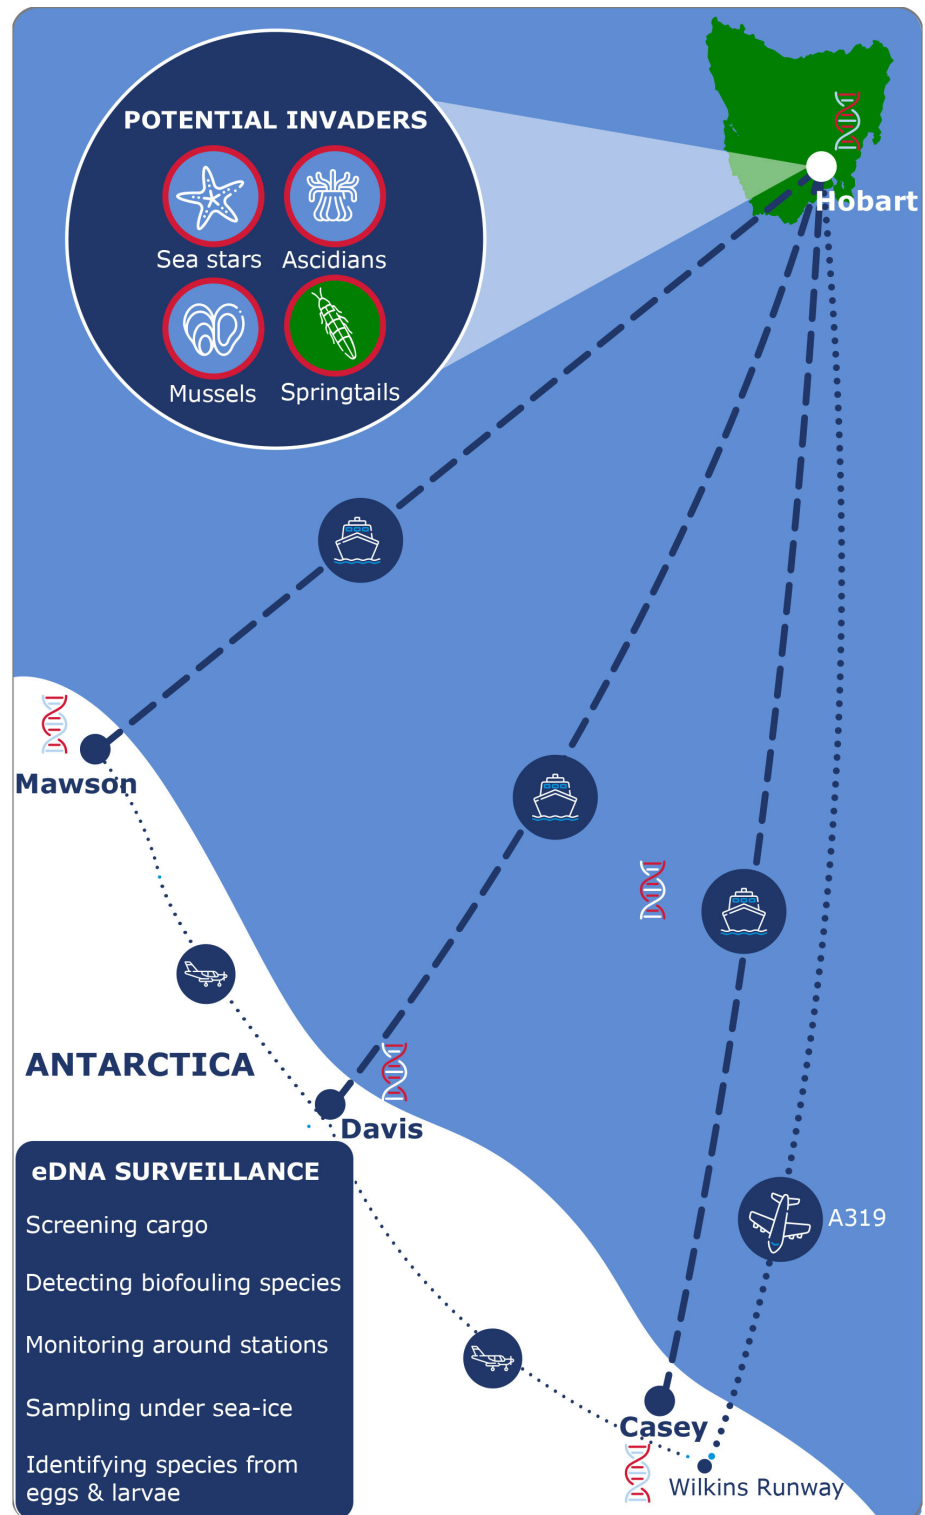 POTENTIAL INVADERS
Sea stars
Ascidians
Mussels
Springtails
Hobart
Mawson
ANTARCTICA
Davis
eDNA SURVEILLANCE
Screening cargo
Detecting biofouling species
Monitoring around stations
Sampling under sea-ice
Identifying species from
eggs & larvae
A319
Casey
Wilkins Runway